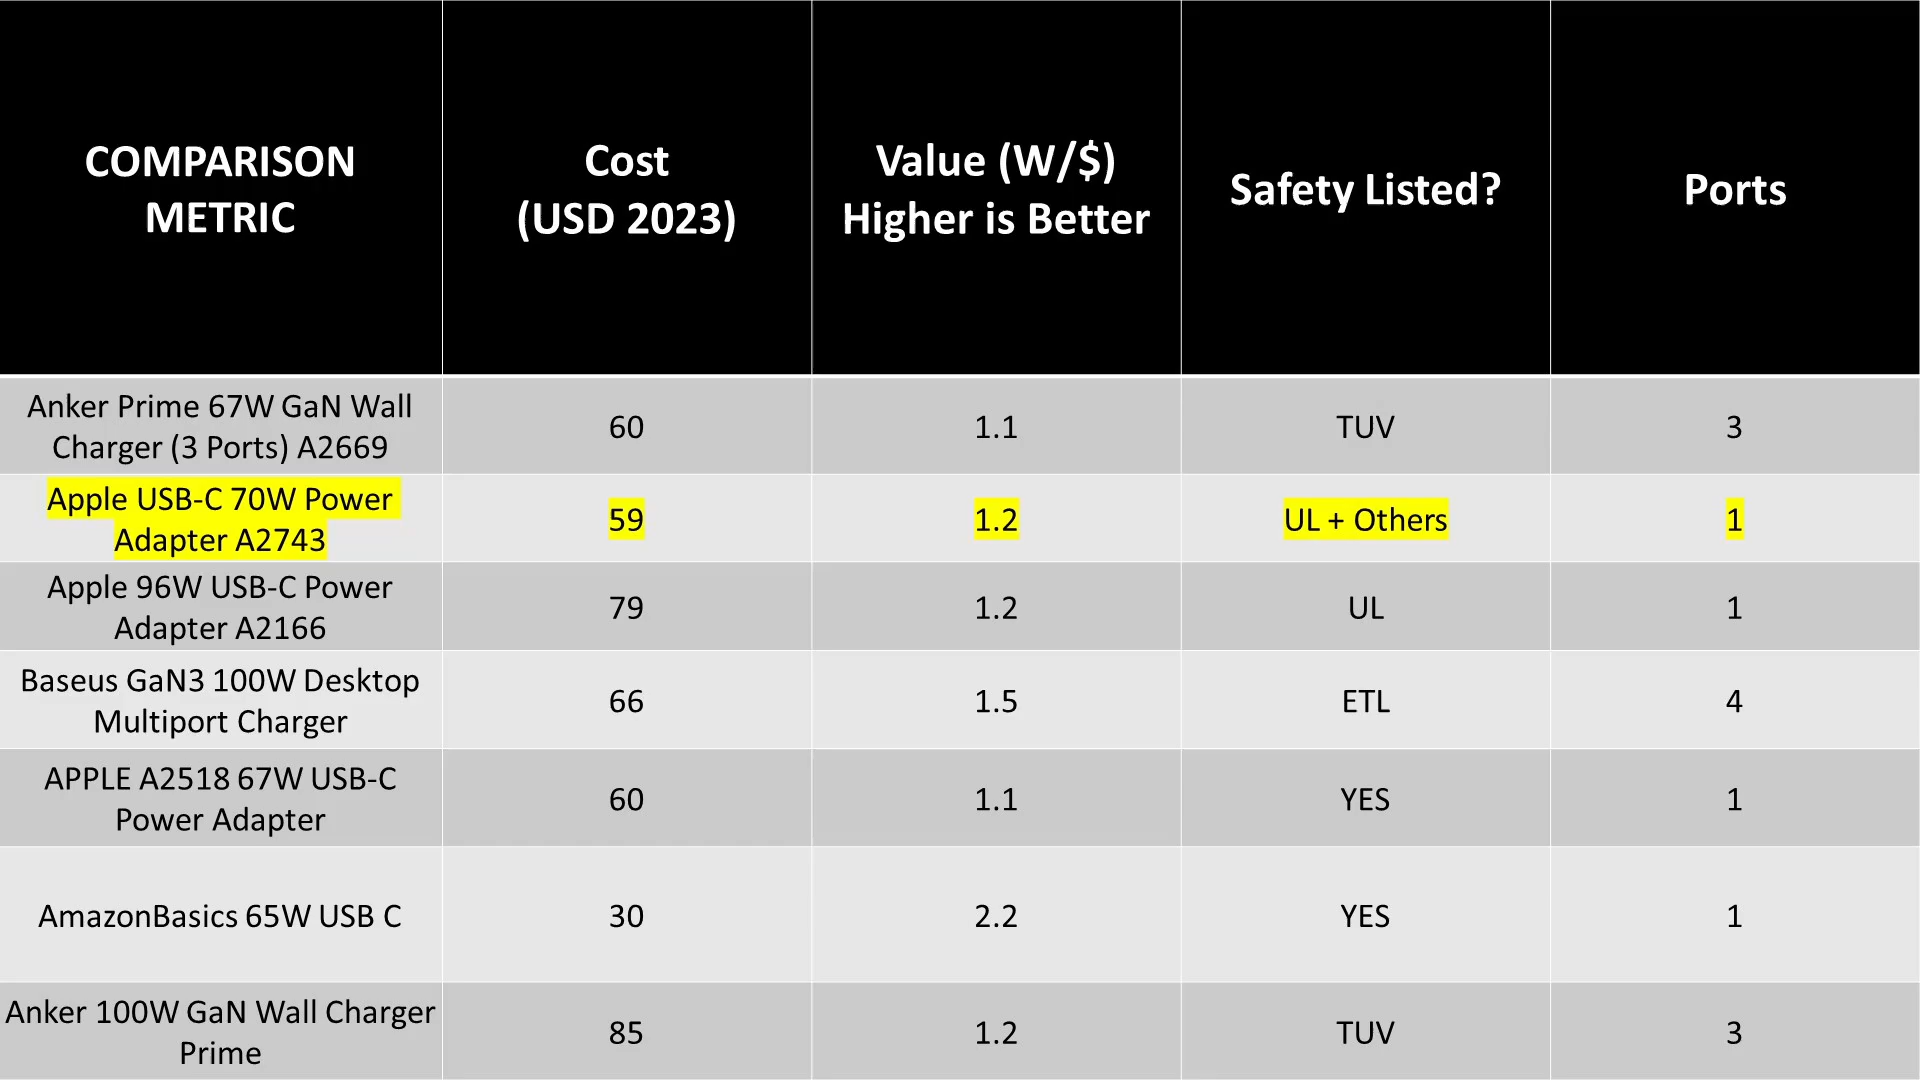 COMPARISON
METRIC
Cost
(USD 2023)
Value (W/$)
Higher is Better
Safety Listed?
Ports
Anker Prime 67W GaN Wall
Charger (3 Ports) A2669
60
1.1
TUV
3
Apple USB-C 70W Power
Adapter A2743
59
1.2
UL + Others
1
Apple 96W USB-C Power
Adapter A2166
79
1.2
UL
1
Baseus GaN3 100W Desktop
Multiport Charger
66
1.5
ETL
4
APPLE A2518 67W USB-C
Power Adapter
60
1.1
YES
1
AmazonBasics 65W USB C
30
2.2
YES
1
Anker 100W GaN Wall Charger
Prime
85
1.2
TUV
3